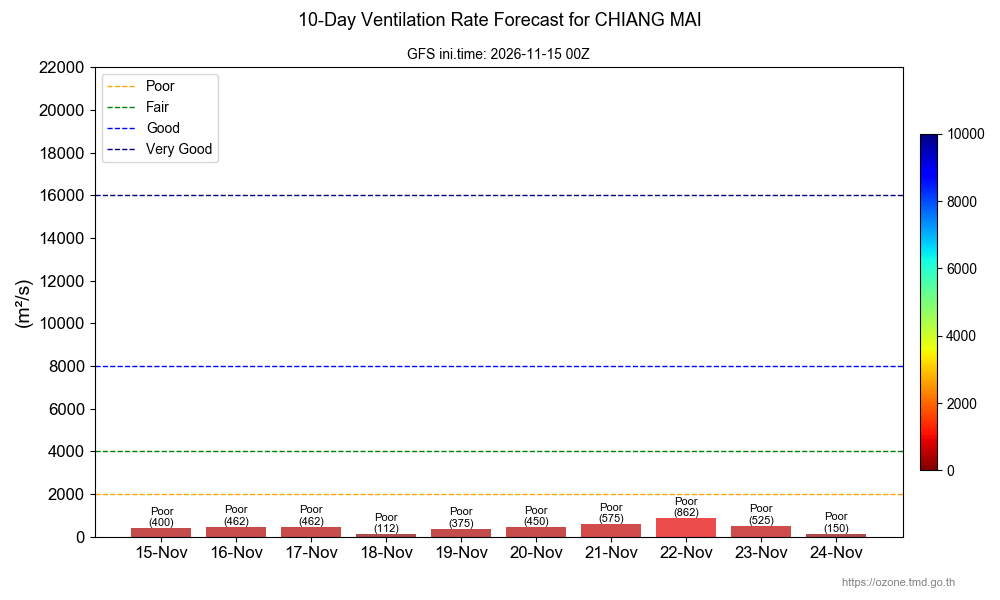 10-Day Ventilation Rate Forecast for CHIANG MAI
GFS ini.time: 2026-11-15 00Z
22000
20000
18000
16000
14000
12000
10000
8000
6000
4000
2000
0
(m²/s)
Poor
Fair
Good
Very Good
Poor
(400)
Poor
(462)
Poor
(462)
Poor
(112)
Poor
(375)
Poor
(450)
Poor
(575)
Poor
(862)
Poor
(525)
Poor
(150)
15-Nov 16-Nov 17-Nov 18-Nov 19-Nov 20-Nov 21-Nov 22-Nov 23-Nov 24-Nov
10000
8000
6000
4000
2000
0
https://ozone.tmd.go.th